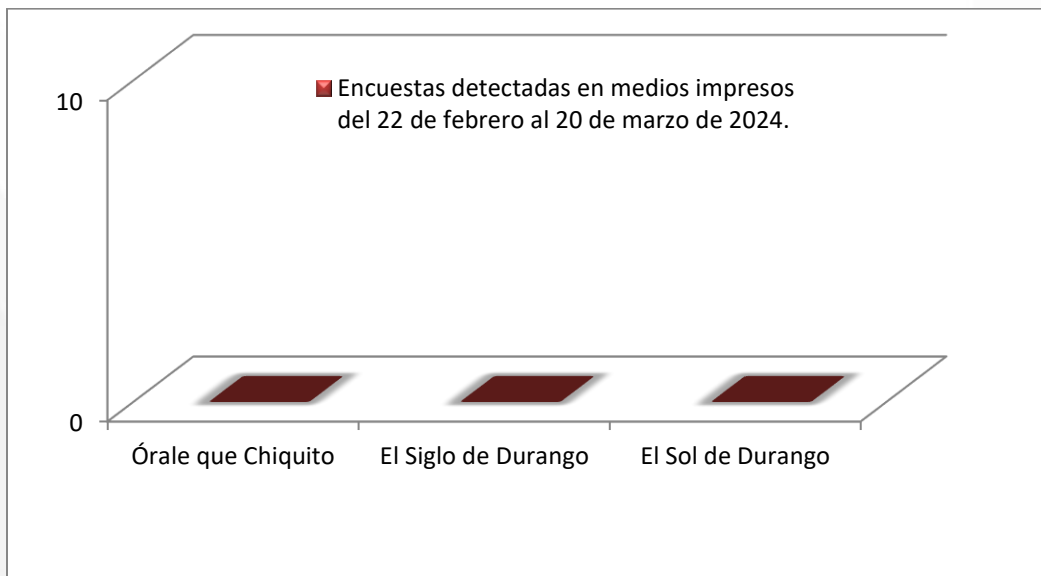 10
Encuestas detectadas en medios impresos
del 22 de febrero al 20 de marzo de 2024.
0
Órale que Chiquito
El Siglo de Durango
El Sol de Durango